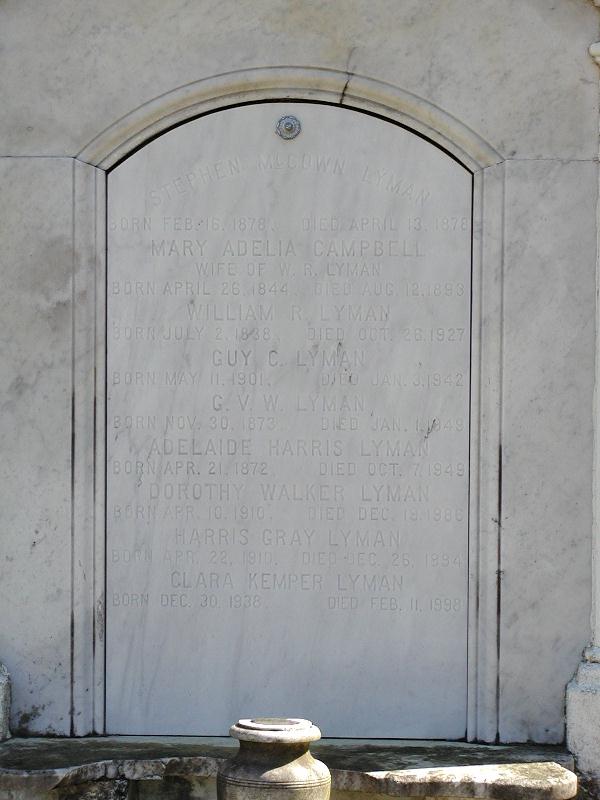 STEPHEN McCOWN LYMAN
BORN FEB. 16, 1878. DIED APRIL 13, 1878
MARY ADELIA CAMPBELL
WIFE OF W. R. LYMAN
BORN APRIL 26, 1844. DIED AUG. 12, 1893
WILLIAM R. LYMAN
BORN JULY 2, 1838. DIED OCT. 26, 1927
GUY C. LYMAN
BORN MAY 11, 1901. DIED JAN. 3, 1942
G. V. W. LYMAN
BORN NOV. 30, 1873. DIED JAN. 1, 1949
ADELAIDE HARRIS LYMAN
BORN APR. 21, 1872 DIED OCT. 7, 1949
DOROTHY WALKER LYMAN
BORN APR. 10, 1910. DIED DEC. 18, 1986
HARRIS GRAY LYMAN
BORN APR. 22, 1910. DIED DEC. 26, 1994
CLARA KEMPER LYMAN
BORN DEC. 30, 1938. DIED FEB. 11, 1998